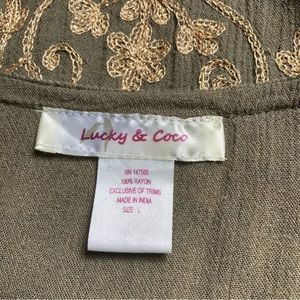 Lucky & Coco
RN 147595
100% RAYON
EXCLUSIVE OF TRIMS
MADE IN INDIA
SIZE L